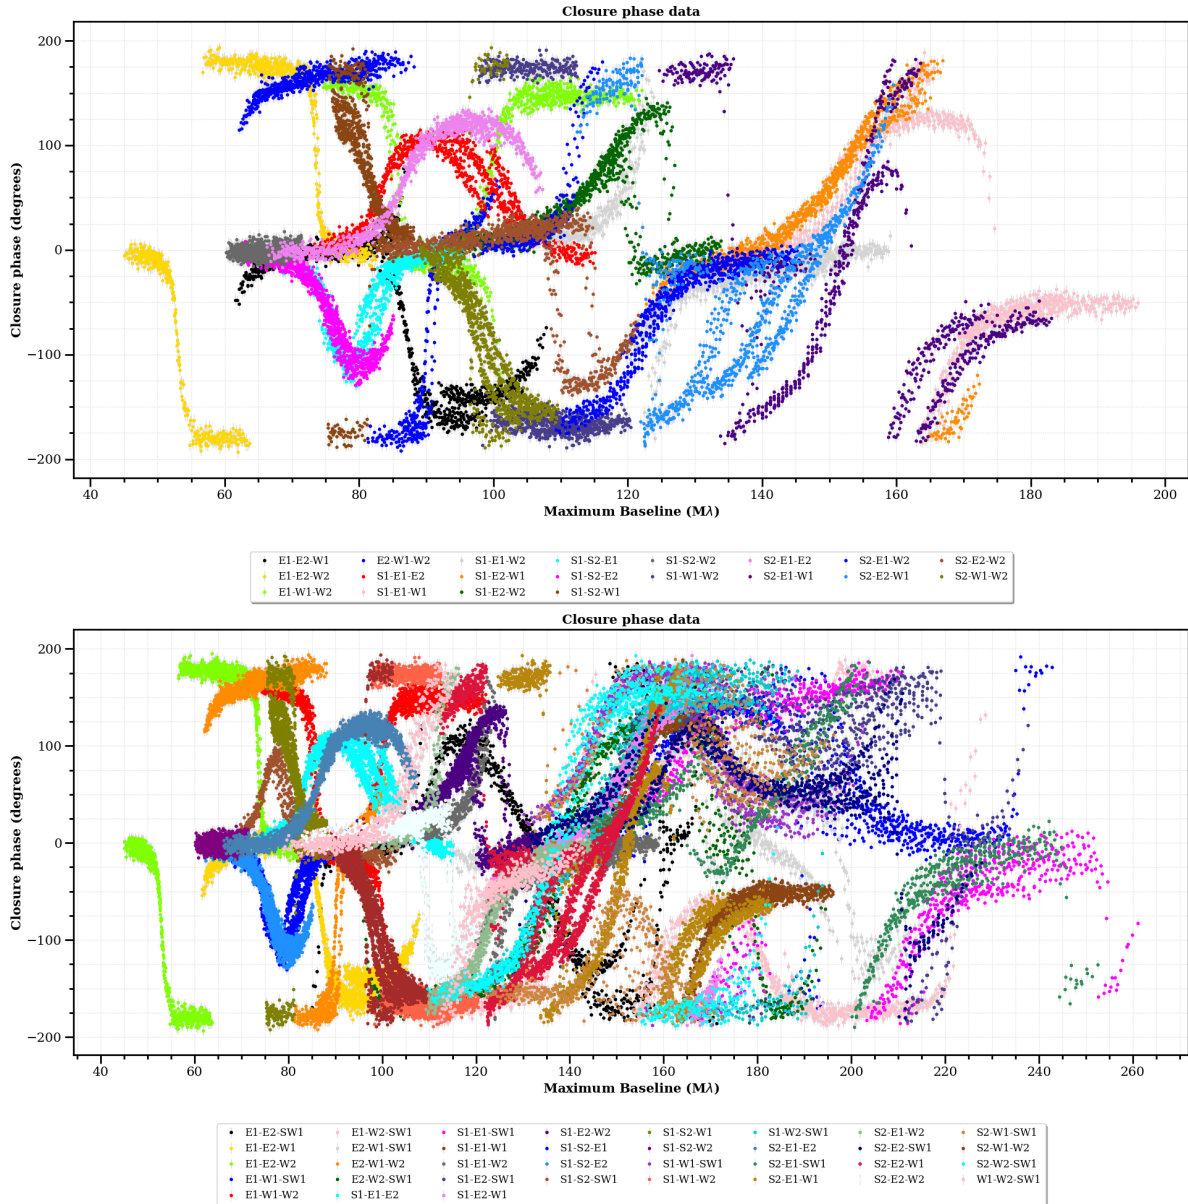 Closure phase data
200
100
0
−100
−200
Closure phase (degrees)
40 60 80 100 120 140 160 180 200
Maximum Baseline (Mλ)
E1-E2-W1 E2-W1-W2 S1-E1-W2 S1-S2-E1 S1-S2-W2 S2-E1-E2 S2-E1-W2 S2-E2-W2
E1-E2-W2 S1-E1-E2 S1-E2-W1 S1-S2-E2 S1-W1-W2 S2-E1-W1 S2-E2-W1 S2-W1-W2
E1-W1-W2 S1-E1-W1 S1-E2-W2 S1-S2-W1
Closure phase data
200
100
0
−100
−200
Closure phase (degrees)
40 60 80 100 120 140 160 180 200 220 240 260
Maximum Baseline (Mλ)
E1-E2-SW1 E1-W2-SW1 S1-E1-SW1 S1-E2-W2 S1-S2-W1 S1-W2-SW1 S2-E1-W2 S2-W1-SW1
E1-E2-W1 E2-W1-SW1 S1-E1-W1 S1-S2-E1 S1-S2-W2 S2-E1-E2 S2-E2-SW1 S2-W1-W2
E1-E2-W2 E2-W1-W2 S1-E1-W2 S1-S2-E2 S1-W1-SW1 S2-E1-SW1 S2-E2-W1 S2-W2-SW1
E1-W1-SW1 E2-W2-SW1 S1-E2-SW1 S1-S2-SW1 S1-W1-W2 S2-E1-W1 S2-E2-W2 W1-W2-SW1
E1-W1-W2 S1-E1-E2 S1-E2-W1